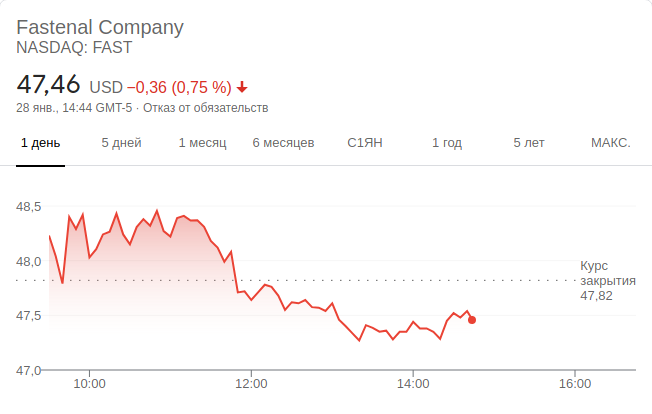 Fastenal Company
NASDAQ: FAST
47,46 USD −0,36 (0,75 %)
28 янв., 14:44 GMT-5 · Отказ от обязательств
1 день 5 дней 1 месяц 6 месяцев С1ЯН 1 год 5 лет МАКС.
48,5
48,0
Курс
закрытия
47,82
47,5
47,0
10:00 12:00 14:00 16:00